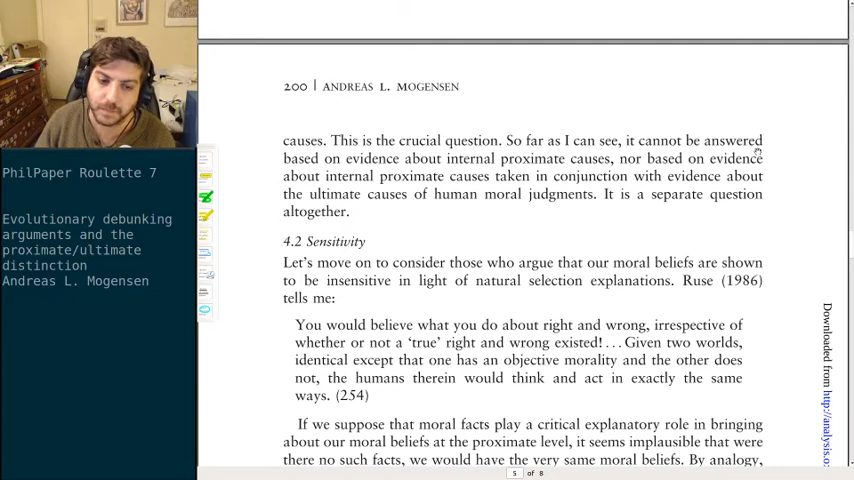 200 | ANDREAS L. MOGENSEN
causes. This is the crucial question. So far as I can see, it cannot be answered
based on evidence about internal proximate causes, nor based on evidence
about internal proximate causes taken in conjunction with evidence about
the ultimate causes of human moral judgments. It is a separate question
altogether.
4.2 Sensitivity
Let's move on to consider those who argue that our moral beliefs are shown
to be insensitive in light of natural selection explanations. Ruse (1986)
tells me:
You would believe what you do about right and wrong, irrespective of
whether or not a 'true' right and wrong existed! . . . Given two worlds,
identical except that one has an objective morality and the other does
not, the humans therein would think and act in exactly the same
ways. (254)
If we suppose that moral facts play a critical explanatory role in bringing
about our moral beliefs at the proximate level, it seems implausible that were
there no such facts, we would have the very same moral beliefs. By analogy,
PhilPaper Roulette 7
Evolutionary debunking
arguments and the
proximate/ultimate
distinction
Andreas L. Mogensen
Downloaded from http://analysis.o
5 of 8